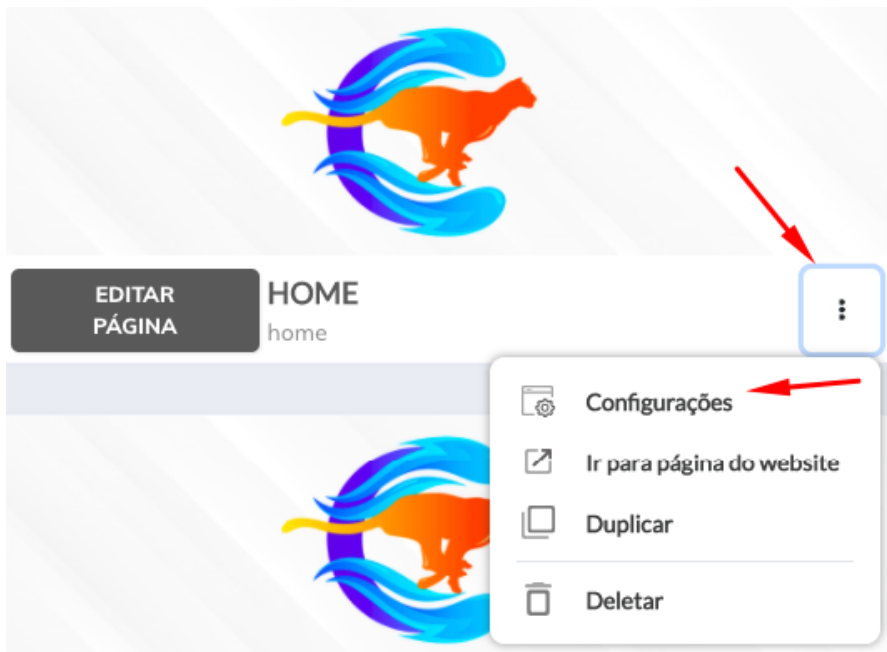 EDITAR
PÁGINA
HOME
home
Configurações
Ir para página do website
Duplicar
Deletar